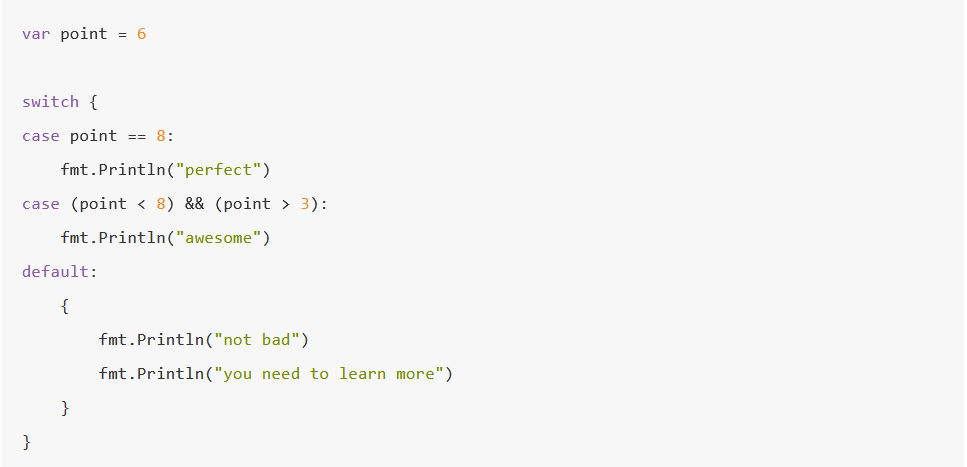 var point = 6
switch {
case point == 8:
    fmt.Println("perfect")
case (point < 8) && (point > 3):
    fmt.Println("awesome")
default:
    {
        fmt.Println("not bad")
        fmt.Println("you need to learn more")
    }
}